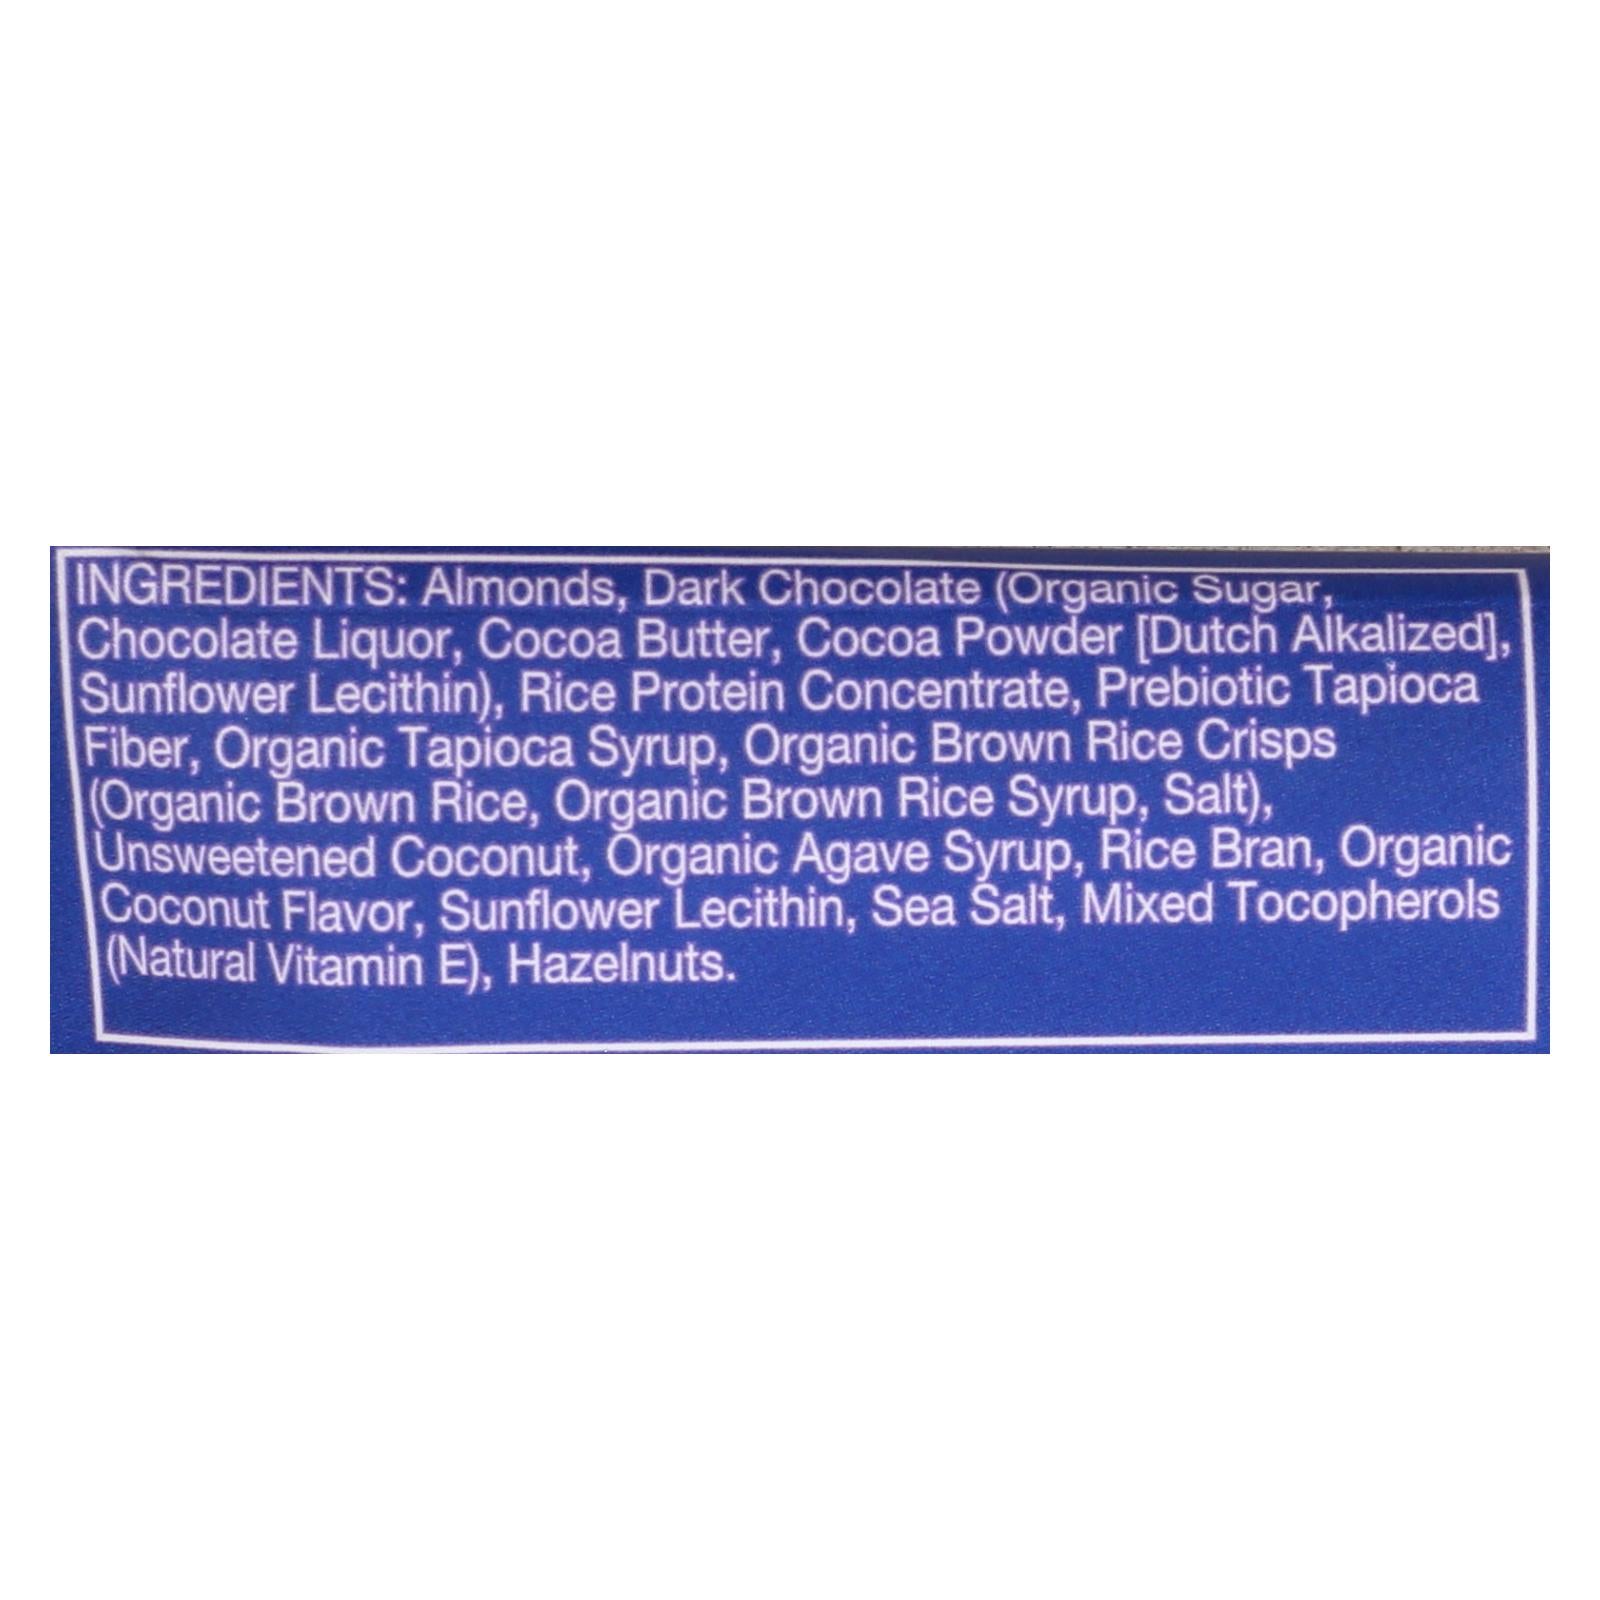 INGREDIENTS: Almonds, Dark Chocolate (Organic Sugar,
Chocolate Liquor, Cocoa Butter, Cocoa Powder [Dutch Alkalized],
Sunflower Lecithin), Rice Protein Concentrate, Prebiotic Tapioca
Fiber, Organic Tapioca Syrup, Organic Brown Rice Crisps
(Organic Brown Rice, Organic Brown Rice Syrup, Salt),
Unsweetened Coconut, Organic Agave Syrup, Rice Bran, Organic
Coconut Flavor, Sunflower Lecithin, Sea Salt, Mixed Tocopherols
(Natural Vitamin E), Hazelnuts.